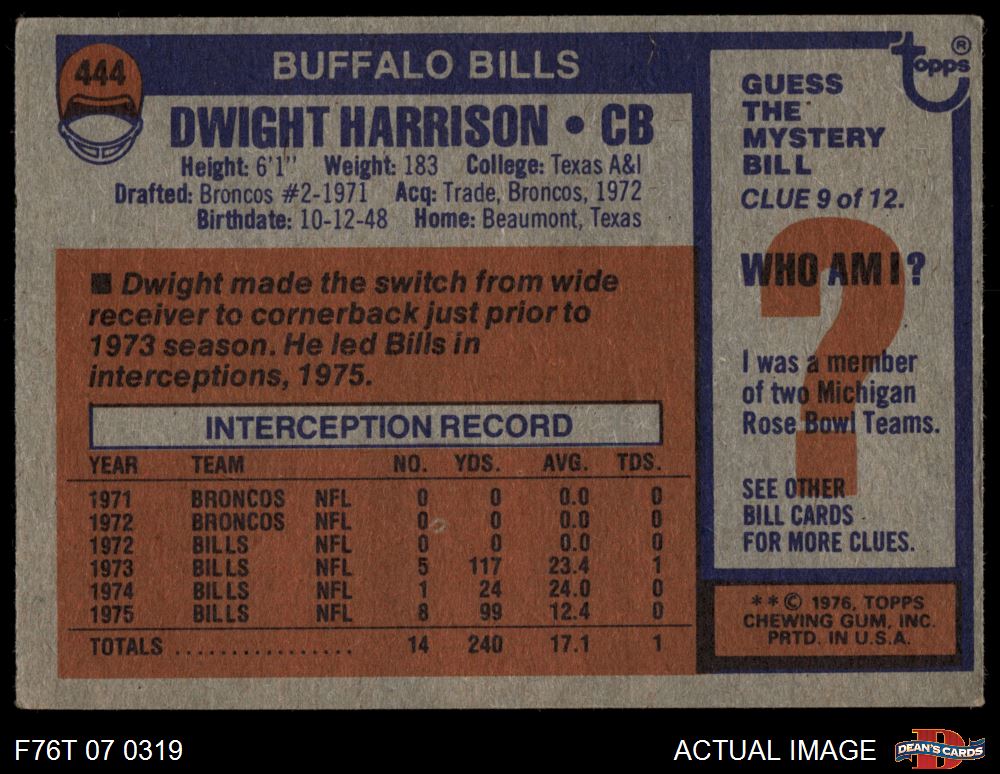 444
BUFFALO BILLS
DWIGHT HARRISON • CB
Height: 6'1'' Weight: 183 College: Texas A&I
Drafted: Broncos #2-1971 Acq: Trade, Broncos, 1972
Birthdate: 10-12-48 Home: Beaumont, Texas
■ Dwight made the switch from wide
receiver to cornerback just prior to
1973 season. He led Bills in
interceptions, 1975.
INTERCEPTION RECORD
YEAR TEAM NO. YDS. AVG. TDS.
1971 BRONCOS NFL 0 0 0.0 0
1972 BRONCOS NFL 0 0 0.0 0
1972 BILLS NFL 0 0 0.0 0
1973 BILLS NFL 5 117 23.4 1
1974 BILLS NFL 1 24 24.0 0
1975 BILLS NFL 8 99 12.4 0
TOTALS ................. 14 240 17.1 1
topps ®
GUESS
THE
MYSTERY
BILL
CLUE 9 of 12.
?
WHO AM I?
I was a member
of two Michigan
Rose Bowl Teams.
SEE OTHER
BILL CARDS
FOR MORE CLUES.
**© 1976, TOPPS
CHEWING GUM, INC.
PRTD. IN U.S.A.
F76T 07 0319
ACTUAL IMAGE
D
DEAN'S CARDS